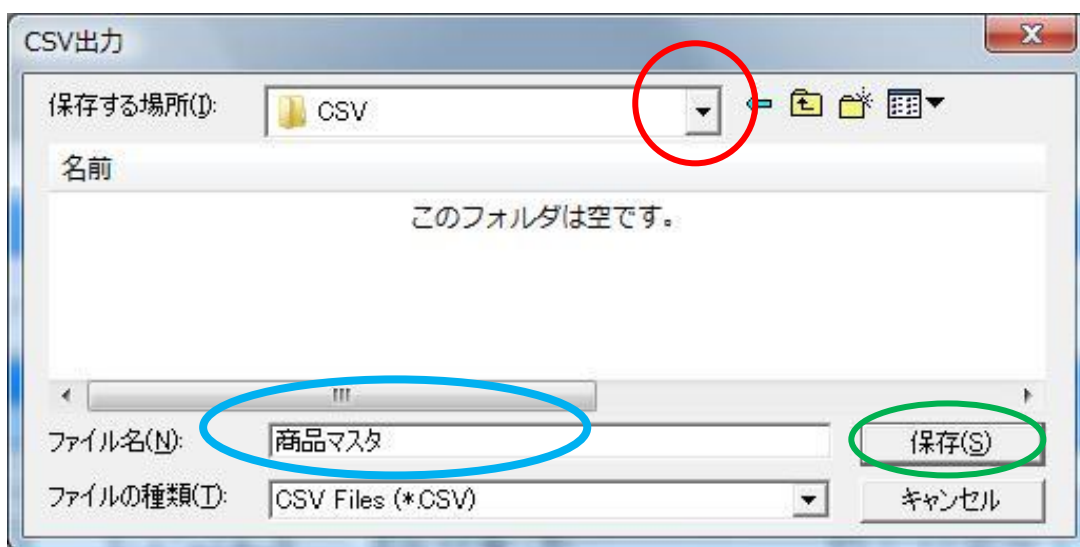 CSV出力
保存する場所(I):
CSV
名前
このフォルダは空です。
ファイル名(N):
商品マスタ
保存(S)
ファイルの種類(T):
CSV Files (*.CSV)
キャンセル